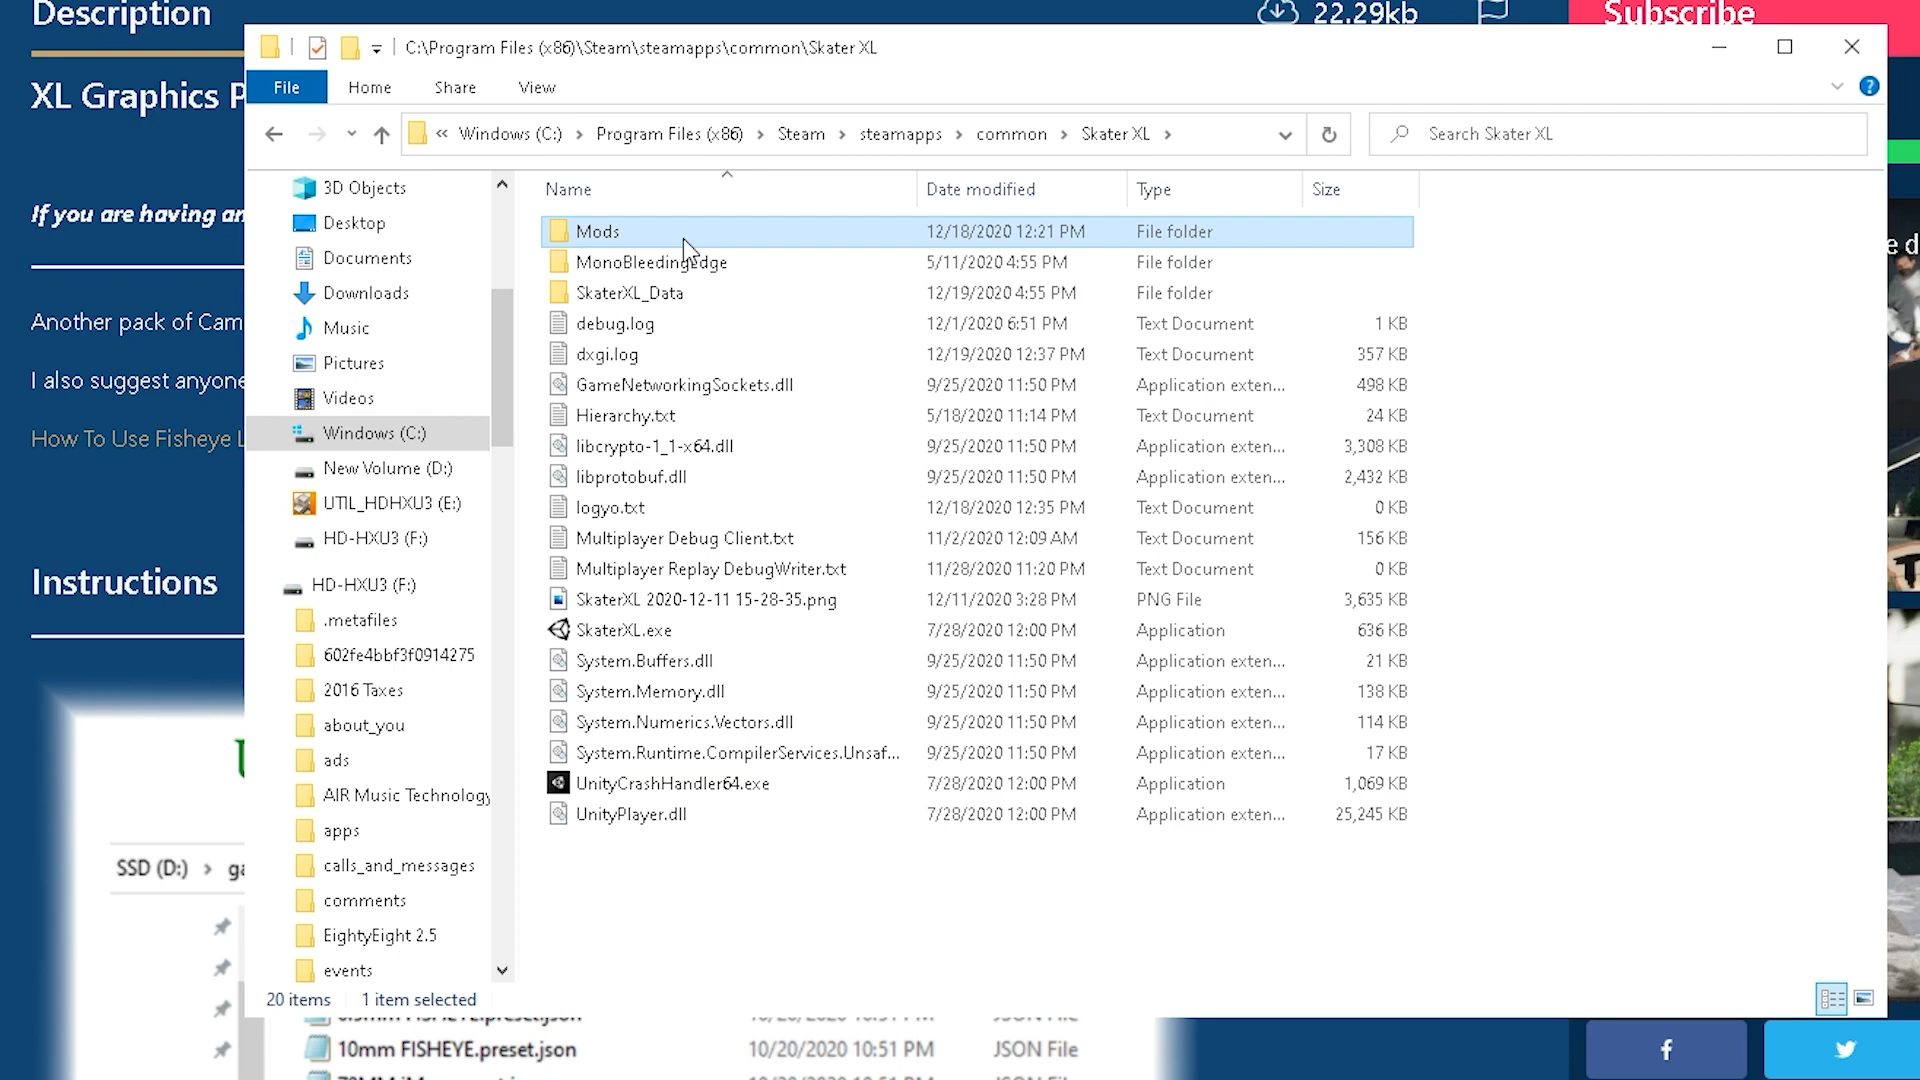 Description
22.29kb
Subscribe
C:\Program Files (x86)\Steam\steamapps\common\Skater XL
File
Home
Share
View
?
« Windows (C:) › Program Files (x86) › Steam › steamapps › common › Skater XL ›
Search Skater XL
XL Graphics P
If you are having an
Another pack of Cam
I also suggest anyone
How To Use Fisheye L
Instructions
SSD (D:) › ga
3D Objects
Desktop
Documents
Downloads
Music
Pictures
Videos
Windows (C:)
New Volume (D:)
UTIL_HDHXU3 (E:)
HD-HXU3 (F:)
HD-HXU3 (F:)
.metafiles
602fe4bbf3f0914275
2016 Taxes
about_you
ads
AIR Music Technology
apps
calls_and_messages
comments
EightyEight 2.5
events
Name Date modified Type Size
Mods 12/18/2020 12:21 PM File folder
MonoBleedingEdge 5/11/2020 4:55 PM File folder
SkaterXL_Data 12/19/2020 4:55 PM File folder
debug.log 12/1/2020 6:51 PM Text Document 1 KB
dxgi.log 12/19/2020 12:37 PM Text Document 357 KB
GameNetworkingSockets.dll 9/25/2020 11:50 PM Application exten... 498 KB
Hierarchy.txt 5/18/2020 11:14 PM Text Document 24 KB
libcrypto-1_1-x64.dll 9/25/2020 11:50 PM Application exten... 3,308 KB
libprotobuf.dll 9/25/2020 11:50 PM Application exten... 2,432 KB
logyo.txt 12/18/2020 12:35 PM Text Document 0 KB
Multiplayer Debug Client.txt 11/2/2020 12:09 AM Text Document 156 KB
Multiplayer Replay DebugWriter.txt 11/28/2020 11:20 PM Text Document 0 KB
SkaterXL 2020-12-11 15-28-35.png 12/11/2020 3:28 PM PNG File 3,635 KB
SkaterXL.exe 7/28/2020 12:00 PM Application 636 KB
System.Buffers.dll 9/25/2020 11:50 PM Application exten... 21 KB
System.Memory.dll 9/25/2020 11:50 PM Application exten... 138 KB
System.Numerics.Vectors.dll 9/25/2020 11:50 PM Application exten... 114 KB
System.Runtime.CompilerServices.Unsaf... 9/25/2020 11:50 PM Application exten... 17 KB
UnityCrashHandler64.exe 7/28/2020 12:00 PM Application 1,069 KB
UnityPlayer.dll 7/28/2020 12:00 PM Application exten... 25,245 KB
20 items 1 item selected
e d
10mm FISHEYE.preset.json 10/20/2020 10:51 PM JSON File